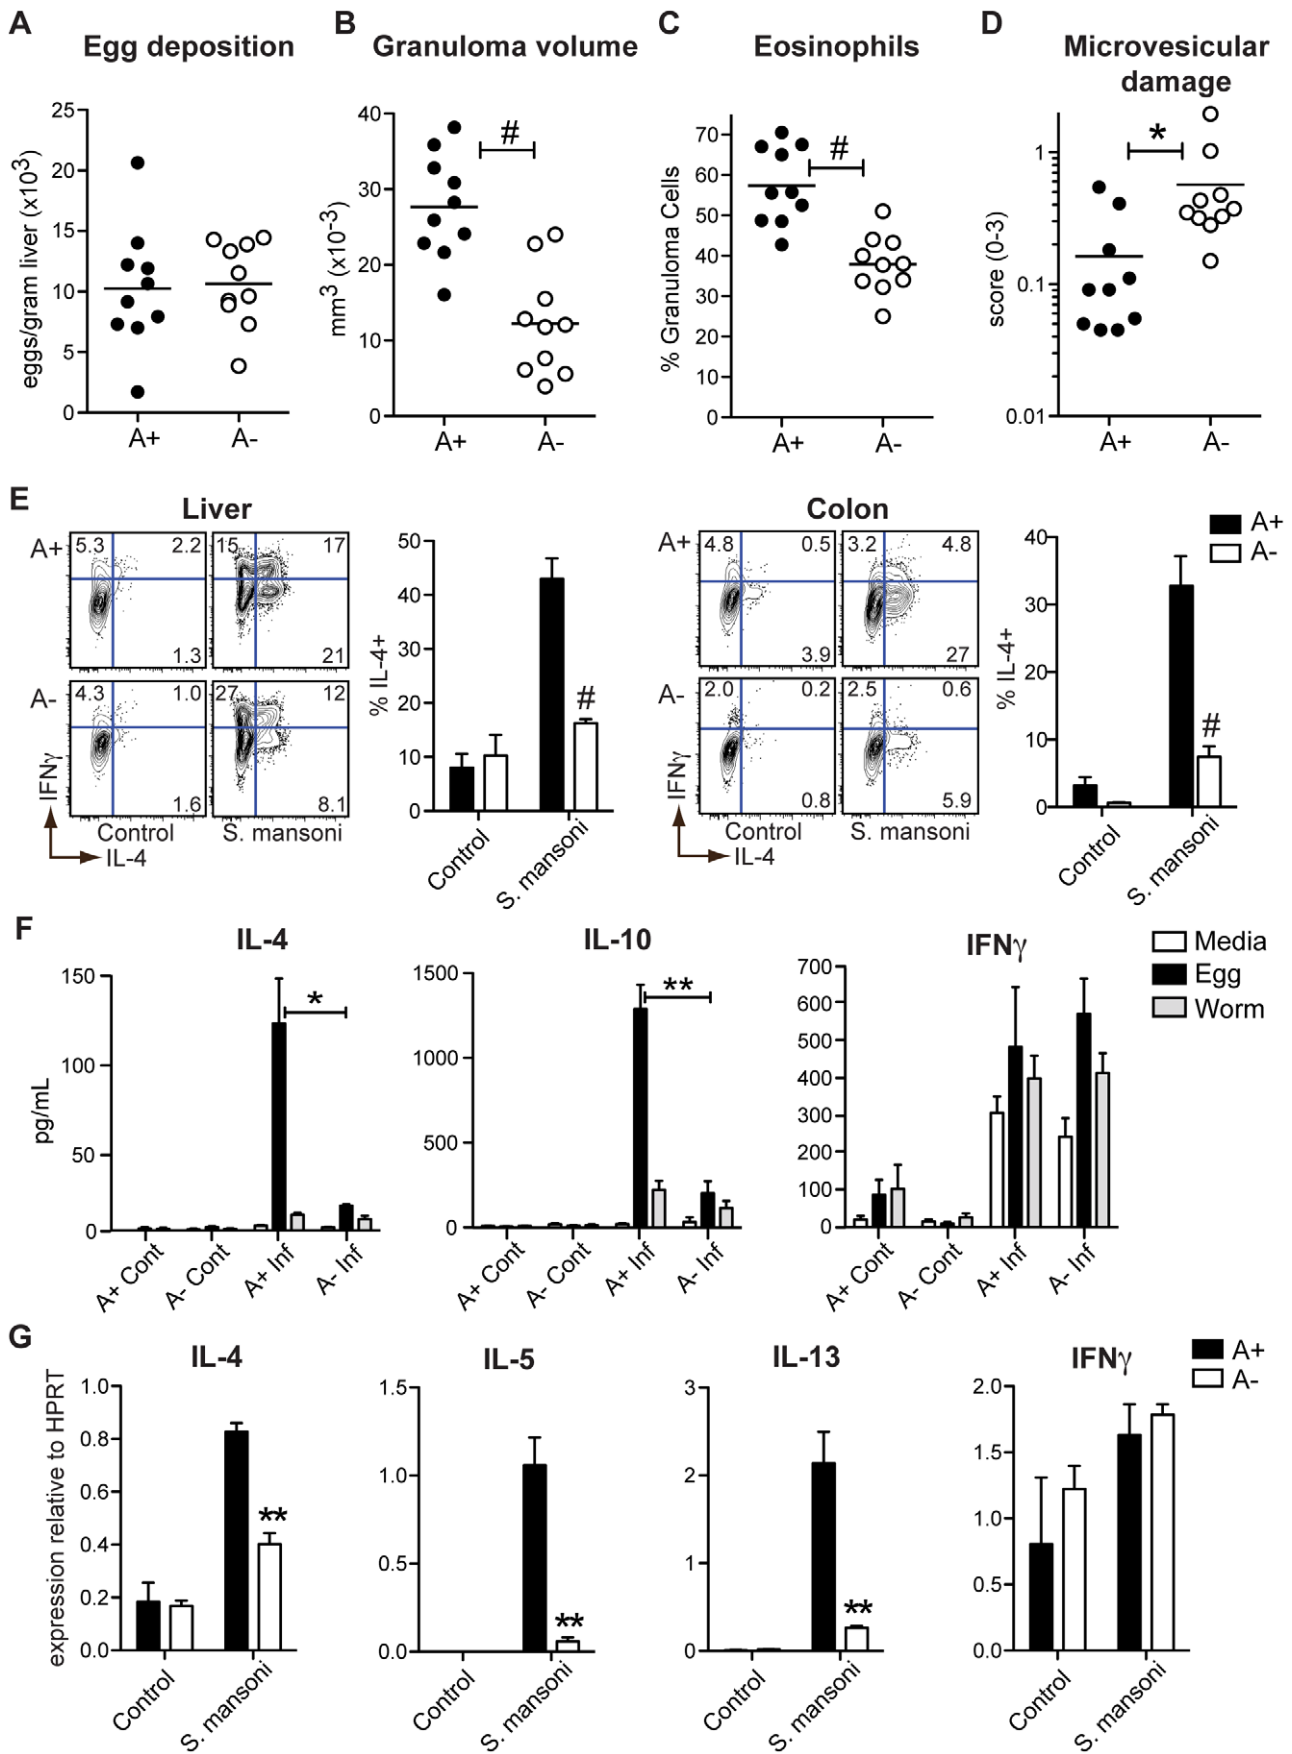 A
Egg deposition
25
20
15
10
5
0
eggs/gram liver (x10³)
A+
A-
B
Granuloma volume
40
30
20
10
0
mm³ (x10⁻³)
#
A+
A-
C
Eosinophils
70
60
50
40
30
20
10
0
% Granuloma Cells
#
A+
A-
D
Microvesicular
damage
1
0.1
0.01
score (0-3)
*
A+
A-
E
Liver
A+
5.3
2.2
1.3
15
17
21
A-
4.3
1.0
1.6
27
12
8.1
IFNγ
IL-4
Control
S. mansoni
50
40
30
20
10
0
% IL-4+
#
Control
S. mansoni
Colon
A+
4.8
0.5
3.9
3.2
4.8
27
A-
2.0
0.2
0.8
2.5
0.6
5.9
IFNγ
IL-4
Control
S. mansoni
40
30
20
10
0
% IL-4+
#
Control
S. mansoni
A+
A-
F
IL-4
150
100
50
0
pg/mL
*
A+ Cont
A- Cont
A+ Inf
A- Inf
IL-10
1500
1000
500
0
**
A+ Cont
A- Cont
A+ Inf
A- Inf
IFNγ
700
600
500
400
300
200
100
0
A+ Cont
A- Cont
A+ Inf
A- Inf
Media
Egg
Worm
G
IL-4
1.0
0.8
0.6
0.4
0.2
0.0
expression relative to HPRT
**
Control
S. mansoni
IL-5
1.5
1.0
0.5
0.0
**
Control
S. mansoni
IL-13
3
2
1
0
**
Control
S. mansoni
IFNγ
2.0
1.5
1.0
0.5
0.0
Control
S. mansoni
A+
A-